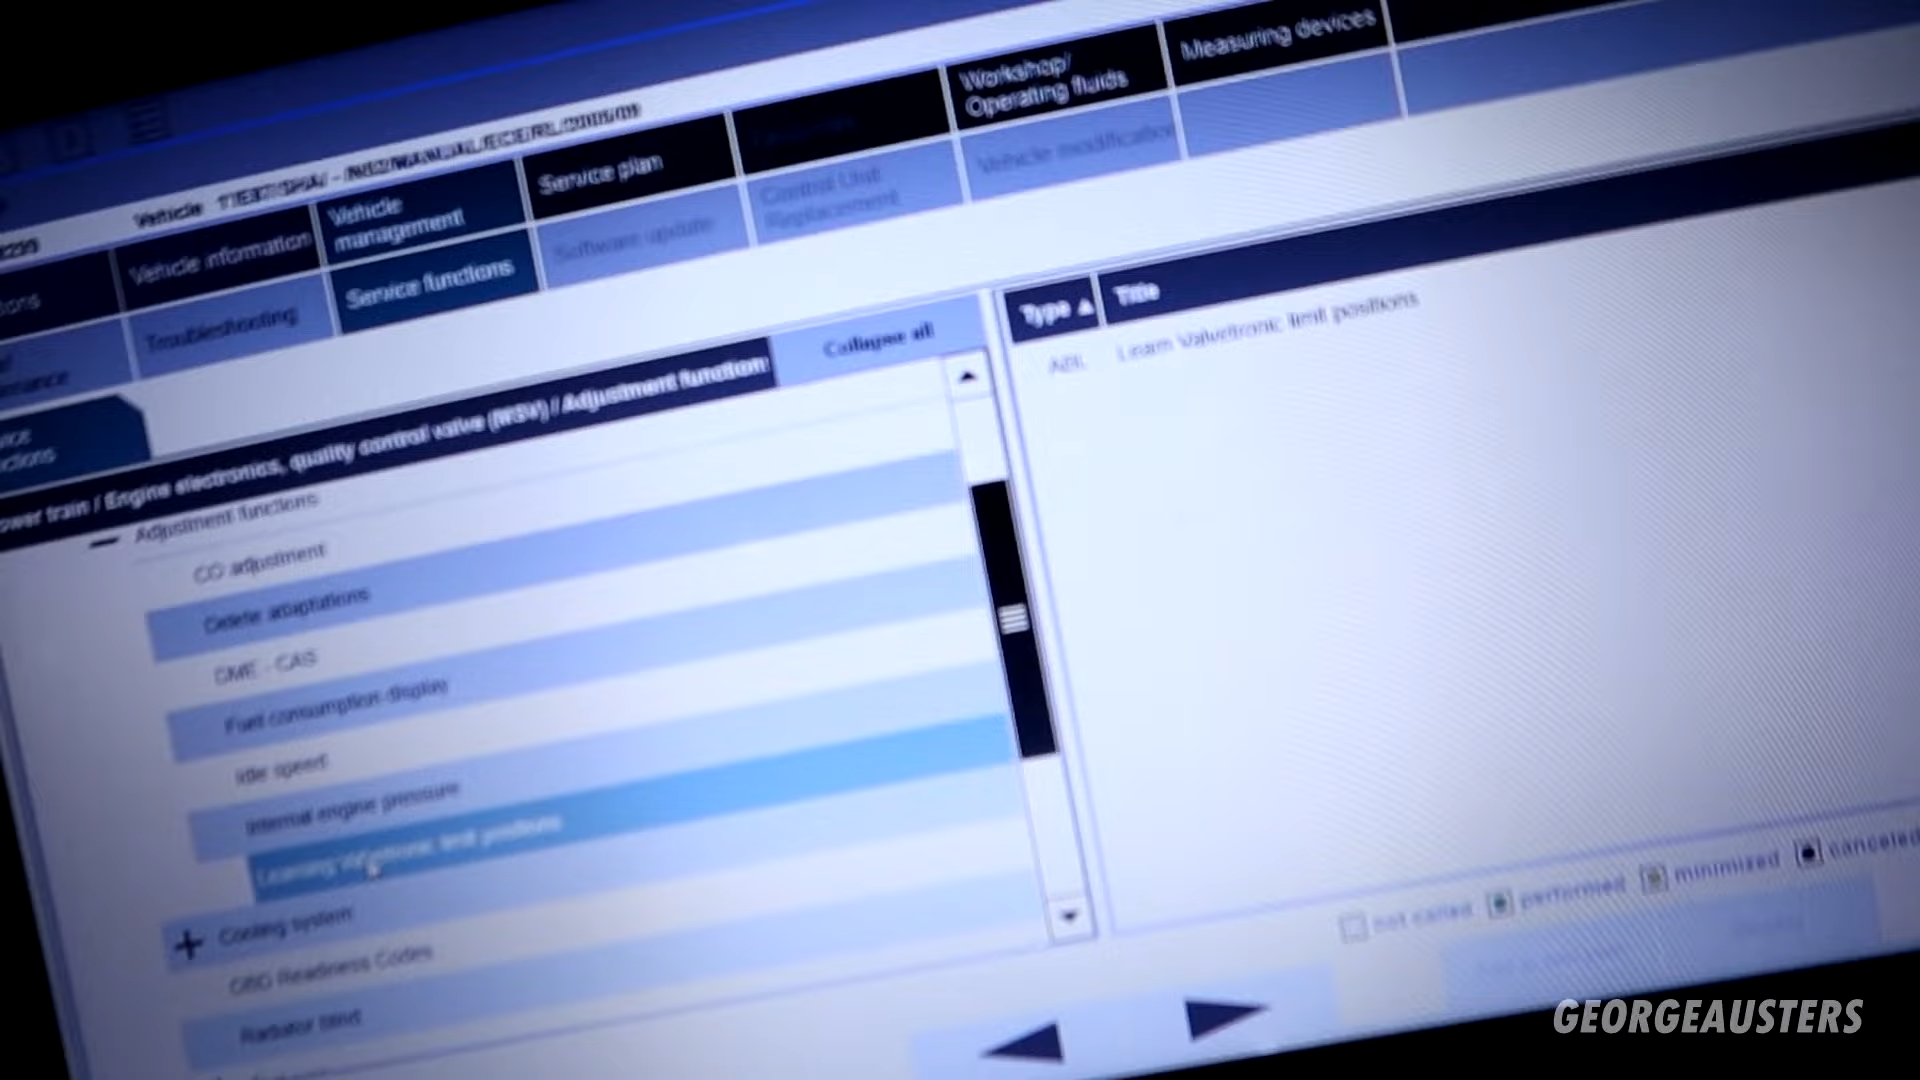 Vehicle
Vehicle information
Vehicle
management
Service plan
Workshop/
Operating fluids
Measuring devices
Troubleshooting
Service functions
Software update
Control Unit
Replacement
Vehicle modification
ower train / Engine electronics, quality control valve (MSV) / Adjustment function
Collapse all
Type
Title
Adjustment functions
CO adjustment
Delete adaptations
DME - CAS
Fuel consumption display
Idle speed
Internal engine pressure
Learning Valvetronic limit positions
Cooling system
OBD Readiness Codes
Radiator blind
ABL
Learn Valvetronic limit positions
not called
performed
minimized
canceled
GEORGEAUSTERS